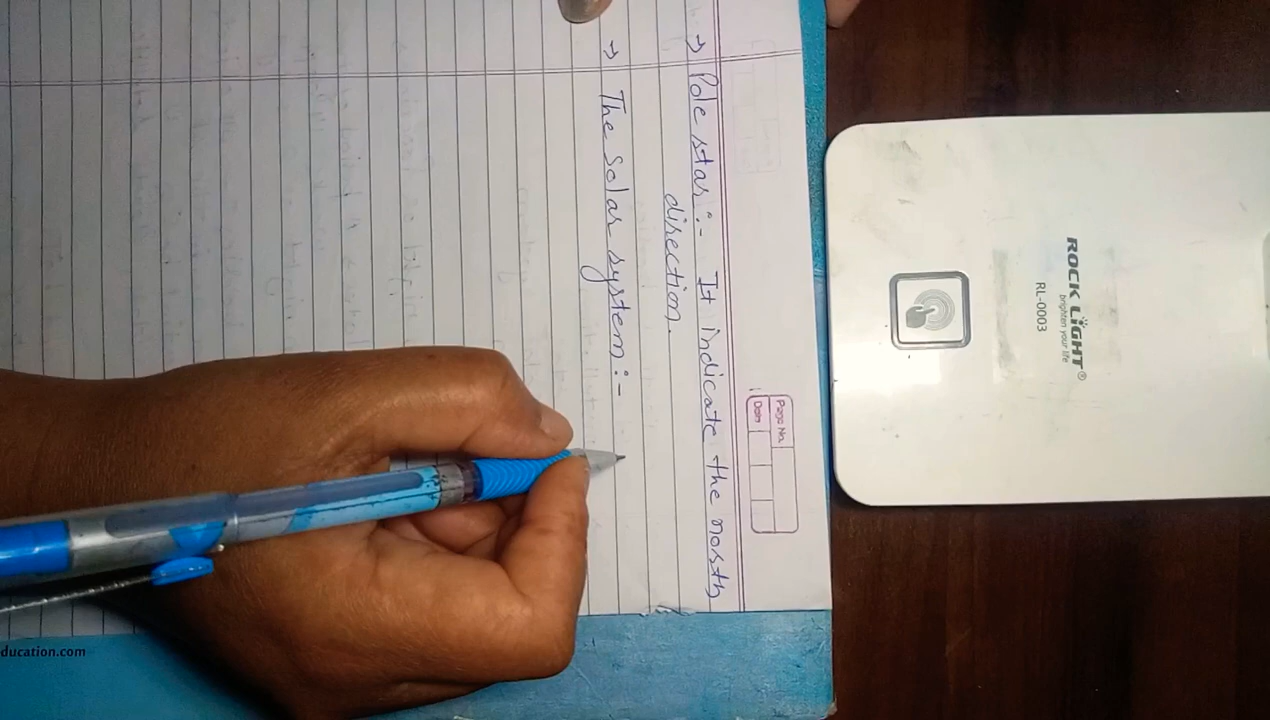 Page No.
Date
→ Pole star :- It indicate the north
direction.
→ The Solar system :-
ROCK LIGHT®
brighten your life
RL-0003
ducation.com